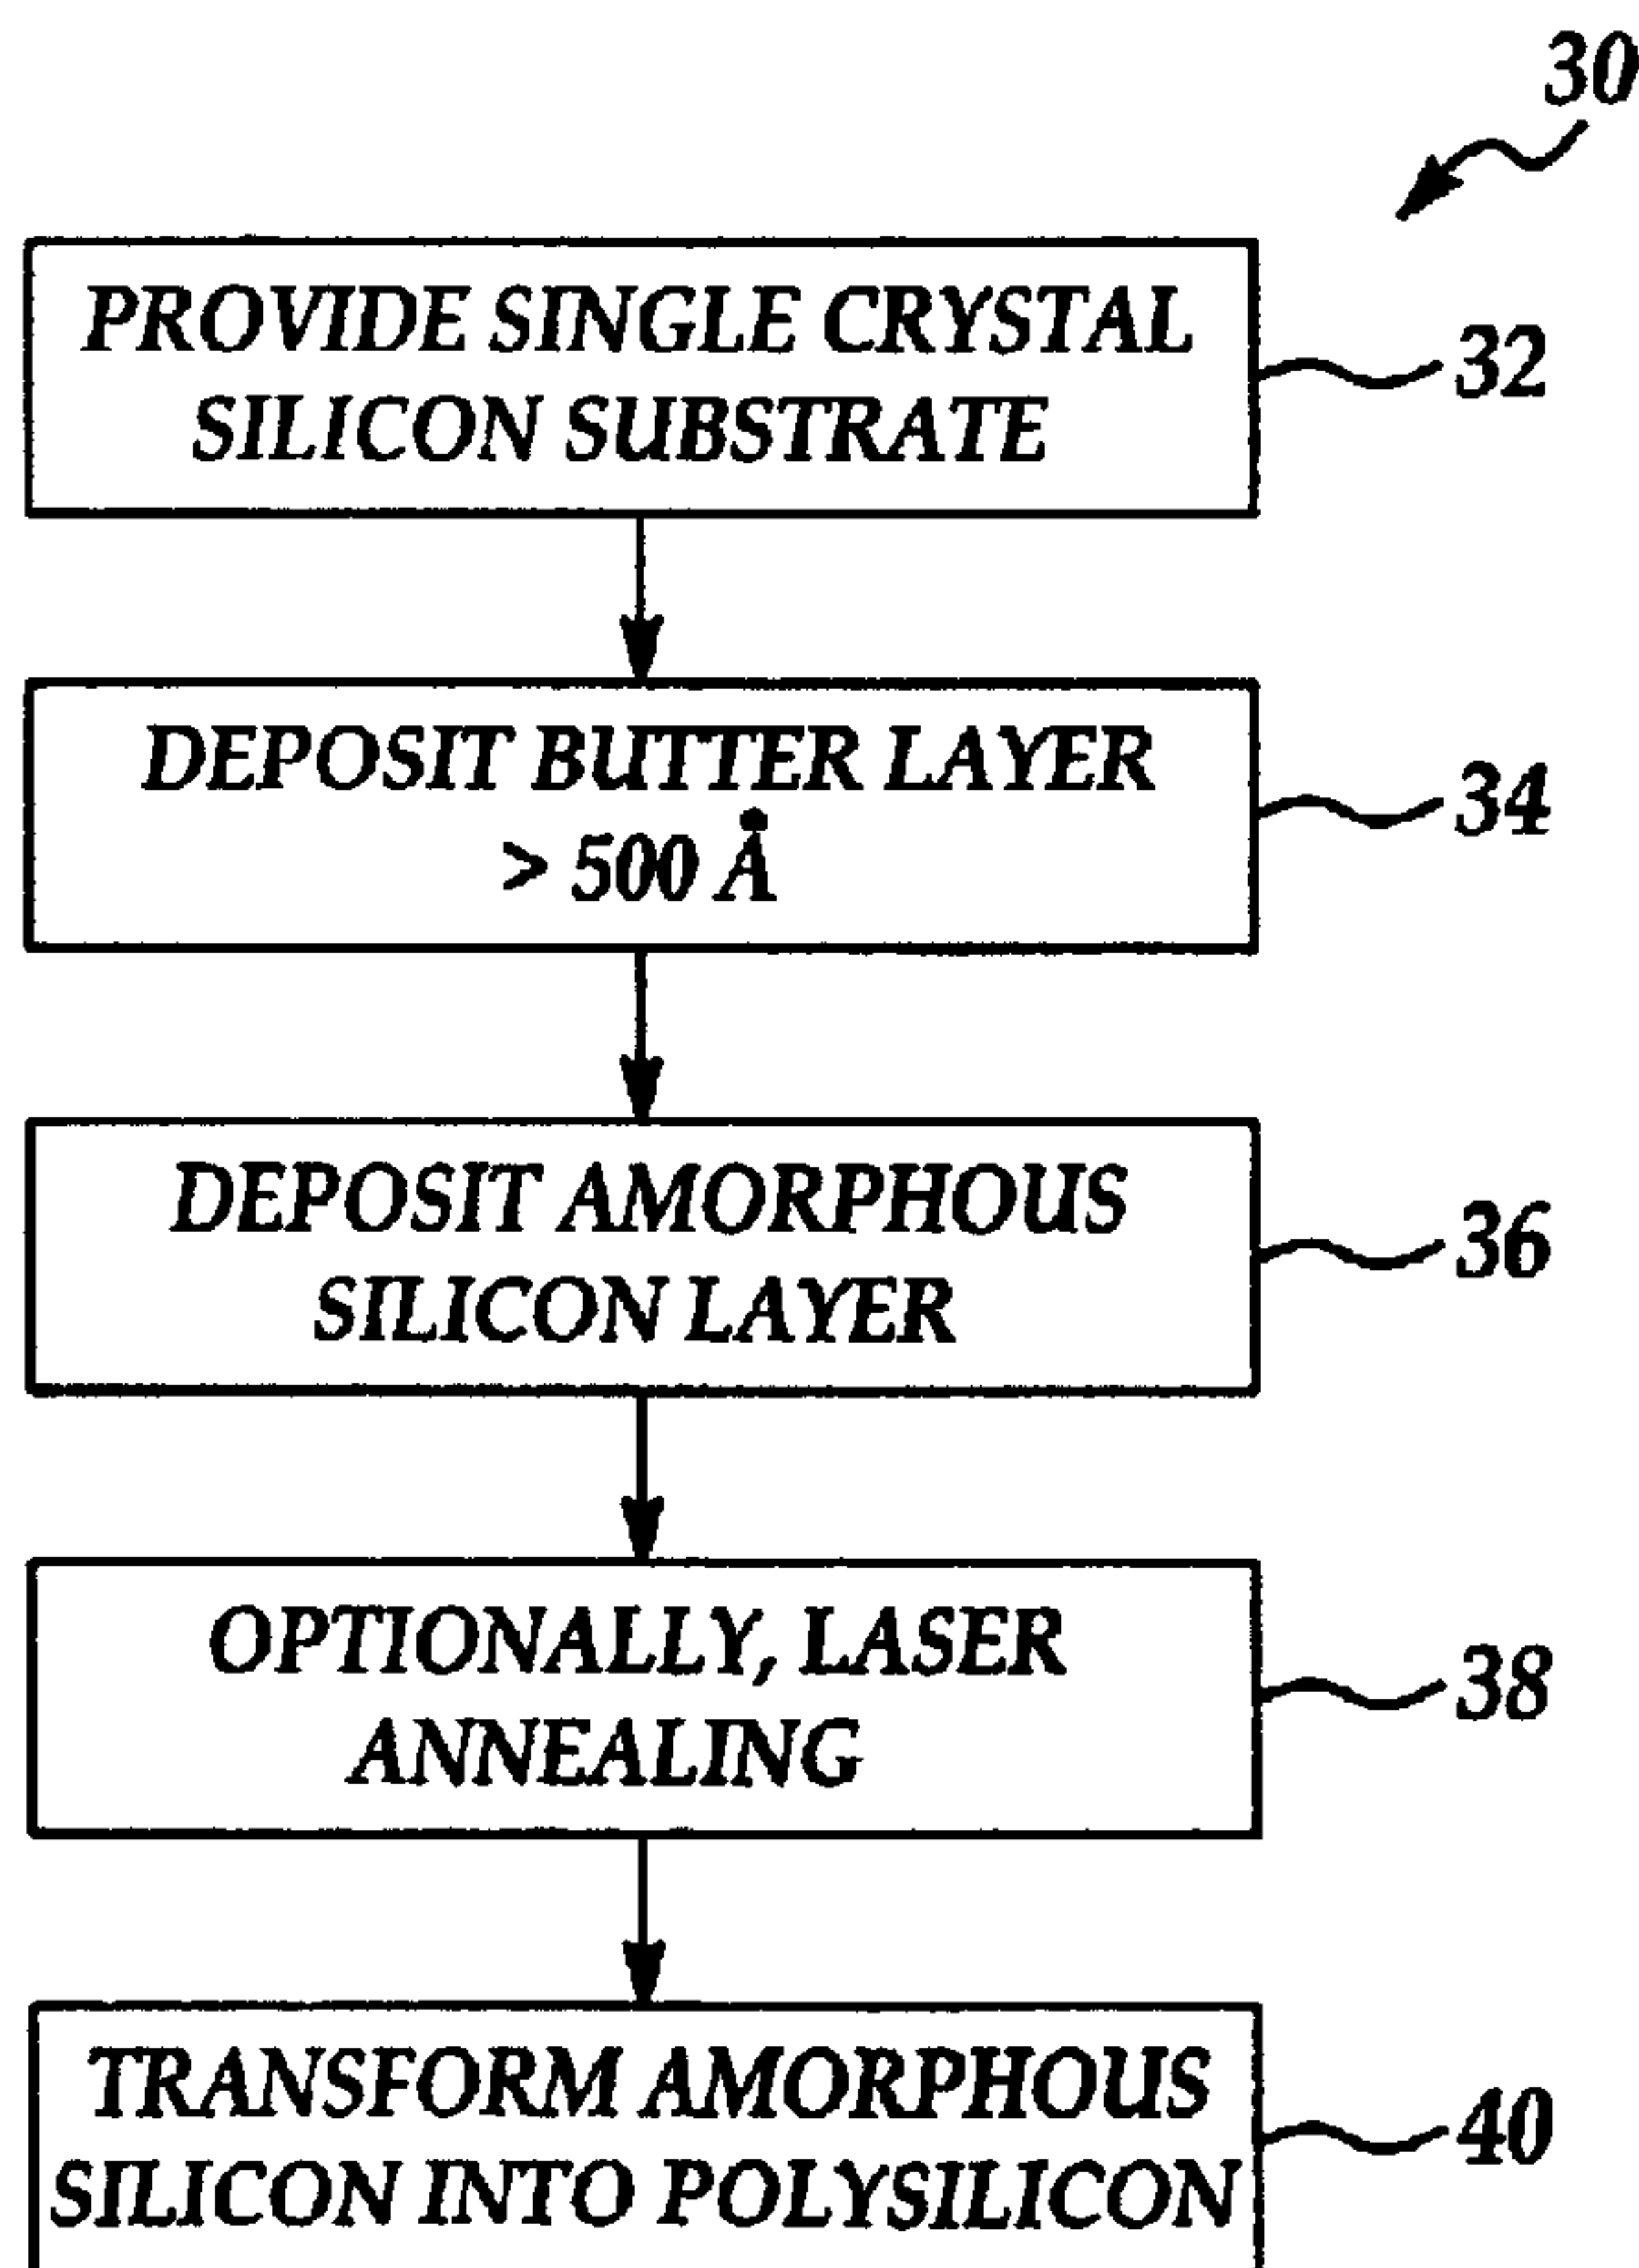 30
PROVIDE SINGLE CRYSTAL
SILICON SUBSTRATE
32
DEPOSIT BUTTER LAYER
> 500 Å
34
DEPOSIT AMORPHOUS
SILICON LAYER
36
OPTIONALLY, LASER
ANNEALING
38
TRANSFORM AMORPHOUS
SILICON INTO POLYSILICON
40